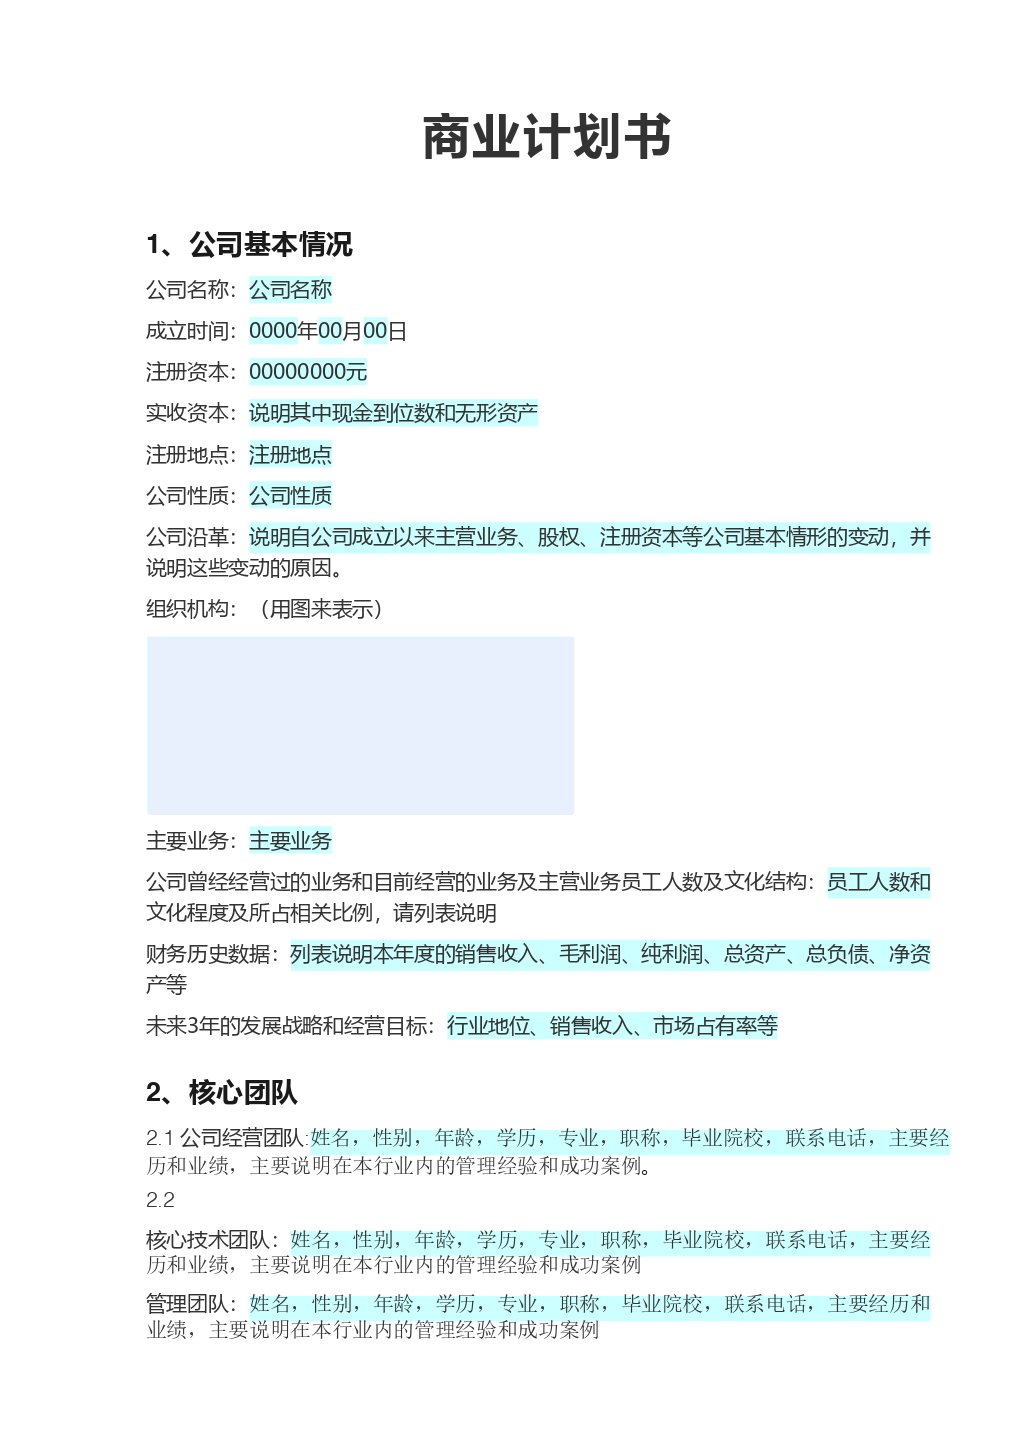 商业计划书
1、公司基本情况
公司名称：公司名称
成立时间：0000年00月00日
注册资本：00000000元
实收资本：说明其中现金到位数和无形资产
注册地点：注册地点
公司性质：公司性质
公司沿革：说明自公司成立以来主营业务、股权、注册资本等公司基本情形的变动，并
说明这些变动的原因。
组织机构：（用图来表示）
主要业务：主要业务
公司曾经经营过的业务和目前经营的业务及主营业务员工人数及文化结构：员工人数和
文化程度及所占相关比例，请列表说明
财务历史数据：列表说明本年度的销售收入、毛利润、纯利润、总资产、总负债、净资
产等
未来3年的发展战略和经营目标：行业地位、销售收入、市场占有率等
2、核心团队
2.1 公司经营团队:姓名，性别，年龄，学历，专业，职称，毕业院校，联系电话，主要经
历和业绩，主要说明在本行业内的管理经验和成功案例。
2.2
核心技术团队：姓名，性别，年龄，学历，专业，职称，毕业院校，联系电话，主要经
历和业绩，主要说明在本行业内的管理经验和成功案例
管理团队：姓名，性别，年龄，学历，专业，职称，毕业院校，联系电话，主要经历和
业绩，主要说明在本行业内的管理经验和成功案例